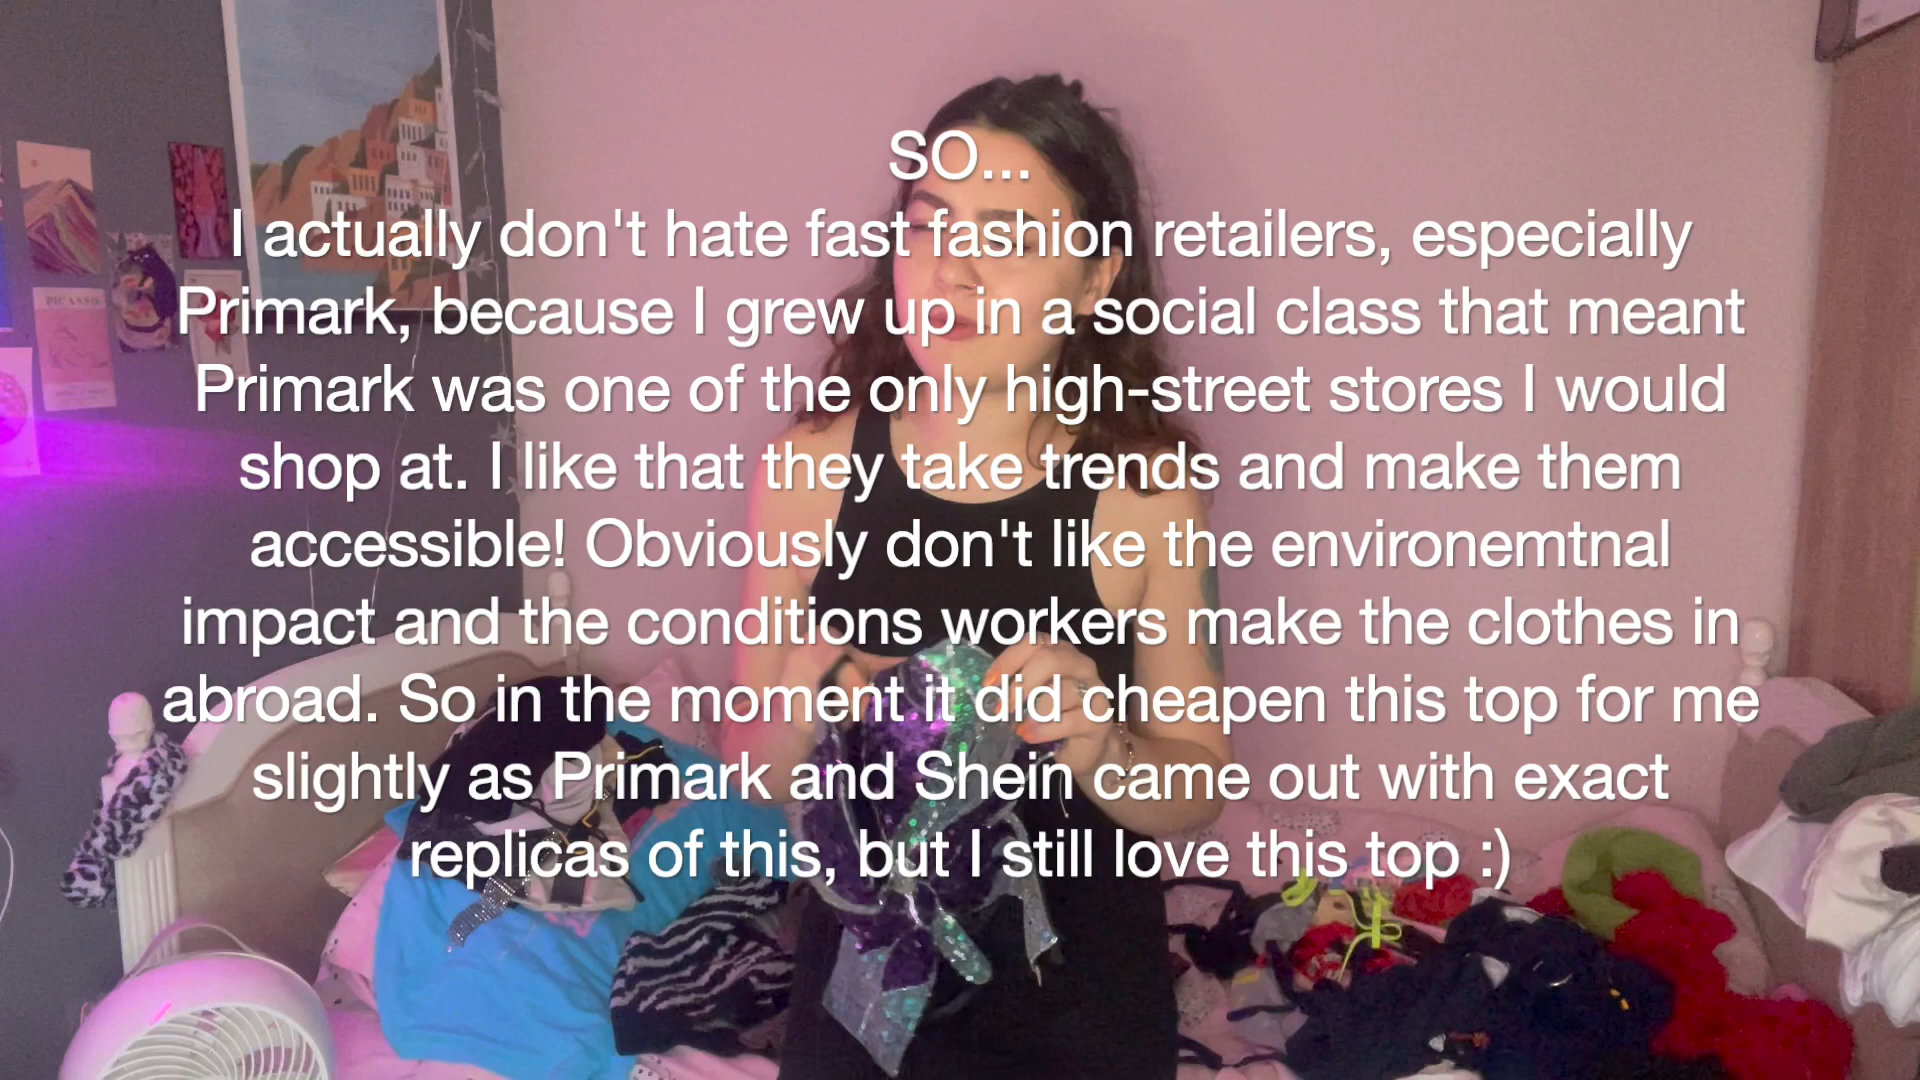 SO...
I actually don't hate fast fashion retailers, especially
Primark, because I grew up in a social class that meant
Primark was one of the only high-street stores I would
shop at. I like that they take trends and make them
accessible! Obviously don't like the environemtnal
impact and the conditions workers make the clothes in
abroad. So in the moment it did cheapen this top for me
slightly as Primark and Shein came out with exact
replicas of this, but I still love this top :)
PICASSO